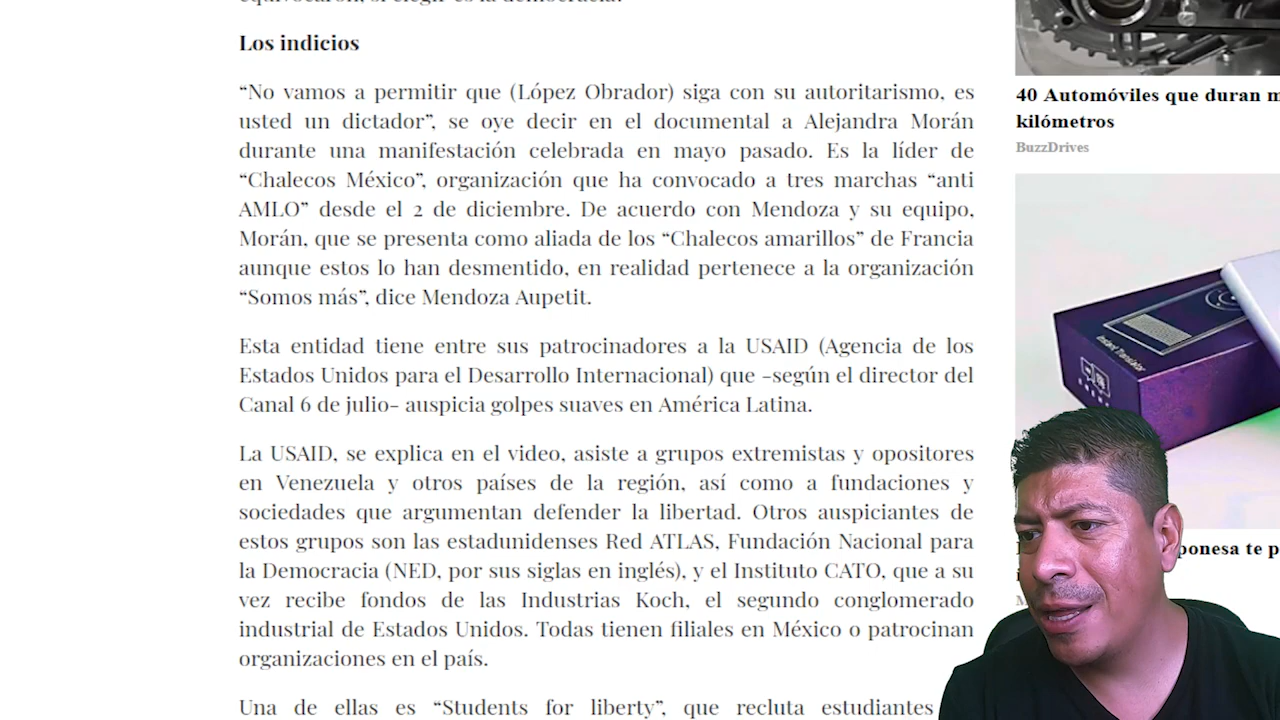 Los indicios
“No vamos a permitir que (López Obrador) siga con su autoritarismo, es
usted un dictador”, se oye decir en el documental a Alejandra Morán
durante una manifestación celebrada en mayo pasado. Es la líder de
“Chalecos México”, organización que ha convocado a tres marchas “anti
AMLO” desde el 2 de diciembre. De acuerdo con Mendoza y su equipo,
Morán, que se presenta como aliada de los “Chalecos amarillos” de Francia
aunque estos lo han desmentido, en realidad pertenece a la organización
“Somos más”, dice Mendoza Aupetit.
Esta entidad tiene entre sus patrocinadores a la USAID (Agencia de los
Estados Unidos para el Desarrollo Internacional) que –según el director del
Canal 6 de julio– auspicia golpes suaves en América Latina.
La USAID, se explica en el video, asiste a grupos extremistas y opositores
en Venezuela y otros países de la región, así como a fundaciones y
sociedades que argumentan defender la libertad. Otros auspiciantes de
estos grupos son las estadunidenses Red ATLAS, Fundación Nacional para
la Democracia (NED, por sus siglas en inglés), y el Instituto CATO, que a su
vez recibe fondos de las Industrias Koch, el segundo conglomerado
industrial de Estados Unidos. Todas tienen filiales en México o patrocinan
organizaciones en el país.
Una de ellas es “Students for liberty”, que recluta estudiantes
40 Automóviles que duran
kilómetros
BuzzDrives
Instant Translator
te